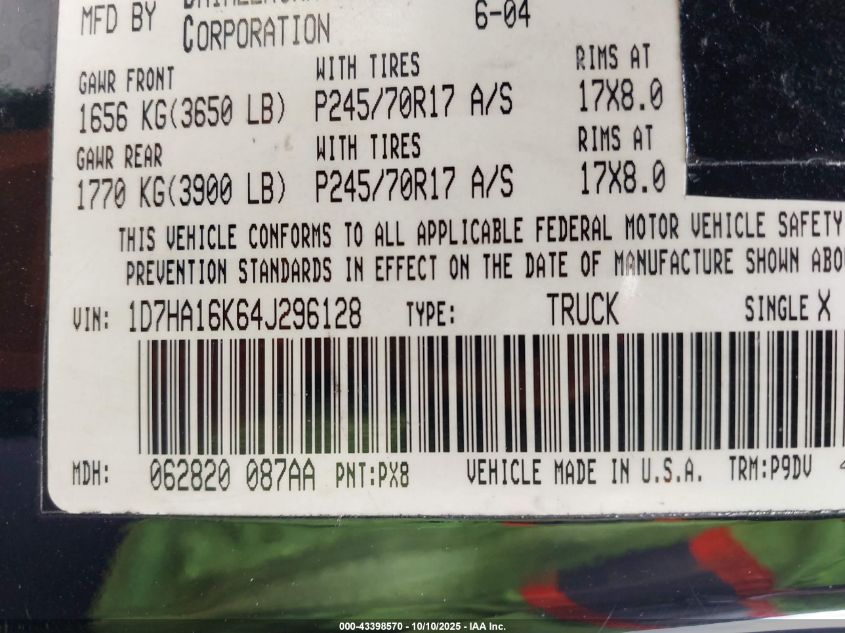 MFD BY
CORPORATION
6-04
GAWR FRONT WITH TIRES RIMS AT
1656 KG(3650 LB) P245/70R17 A/S 17X8.0
GAWR REAR WITH TIRES RIMS AT
1770 KG(3900 LB) P245/70R17 A/S 17X8.0
THIS VEHICLE CONFORMS TO ALL APPLICABLE FEDERAL MOTOR VEHICLE SAFETY
PREVENTION STANDARDS IN EFFECT ON THE DATE OF MANUFACTURE SHOWN ABO
VIN: 1D7HA16K64J296128 TYPE: TRUCK SINGLE X
MDH: 062820 087AA PNT:PX8 VEHICLE MADE IN U.S.A. TRM:P9DV
000-43398570 - 10/10/2025 - IAA Inc.